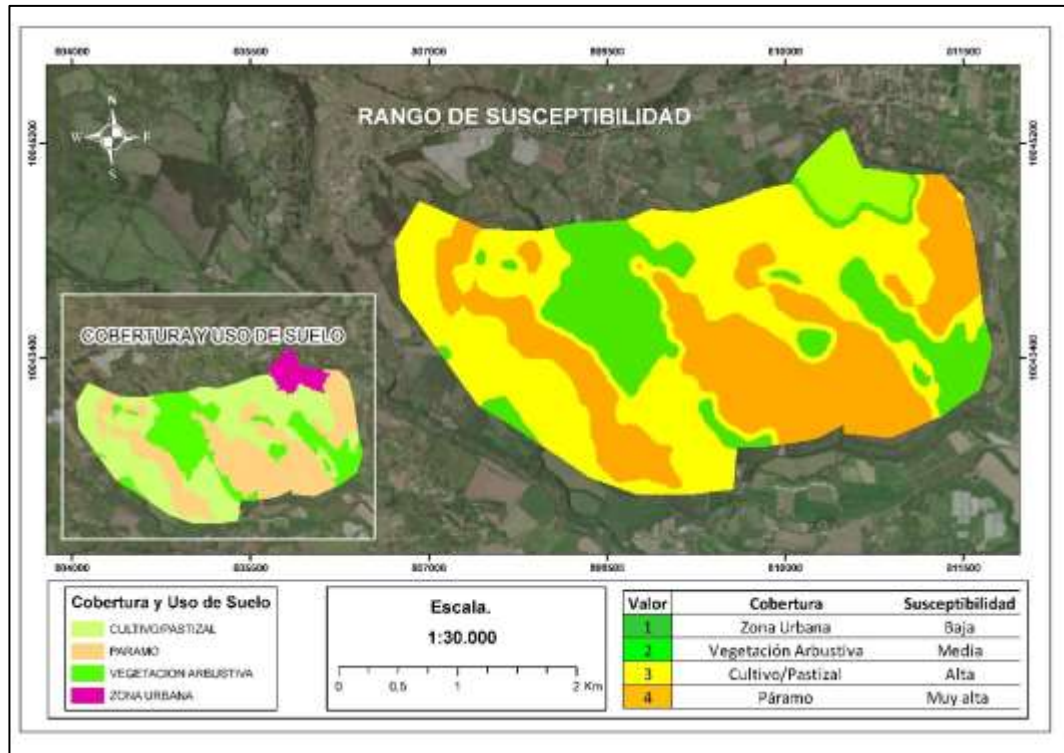 804000 805500 807000 808500 810000 811500
N
W E
S
RANGO DE SUSCEPTIBILIDAD
10045200 10045200
COBERTURA Y USO DE SUELO
10043400 10043400
804000 805500 807000 808500 810000 811500
Cobertura y Uso de Suelo
CULTIVO/PASTIZAL
PARAMO
VEGETACION ARBUSTIVA
ZONA URBANA
Escala.
1:30.000
0 0,5 1 2 Km
Valor Cobertura Susceptibilidad
1 Zona Urbana Baja
2 Vegetación Arbustiva Media
3 Cultivo/Pastizal Alta
4 Páramo Muy alta